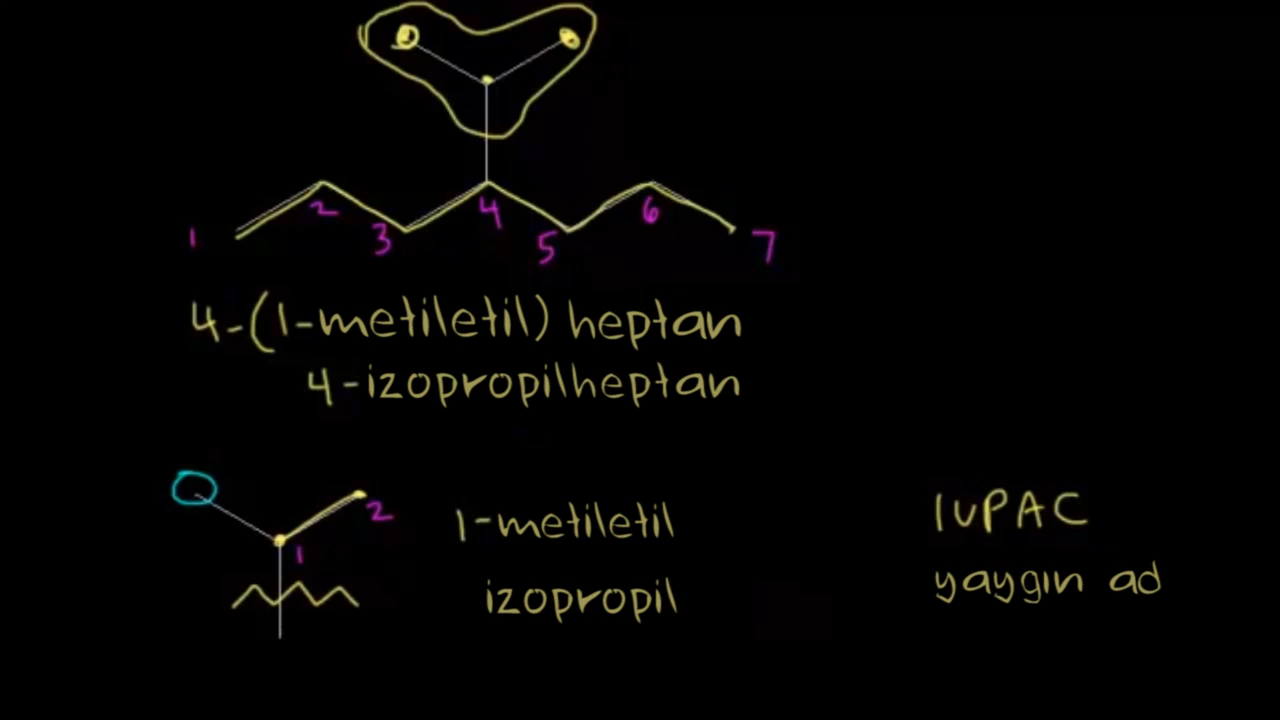 1 2 3 4 5 6 7
4-(1-metiletil) heptan
4-izopropilheptan
2
1
1-metiletil
izopropil
IUPAC
yaygın ad